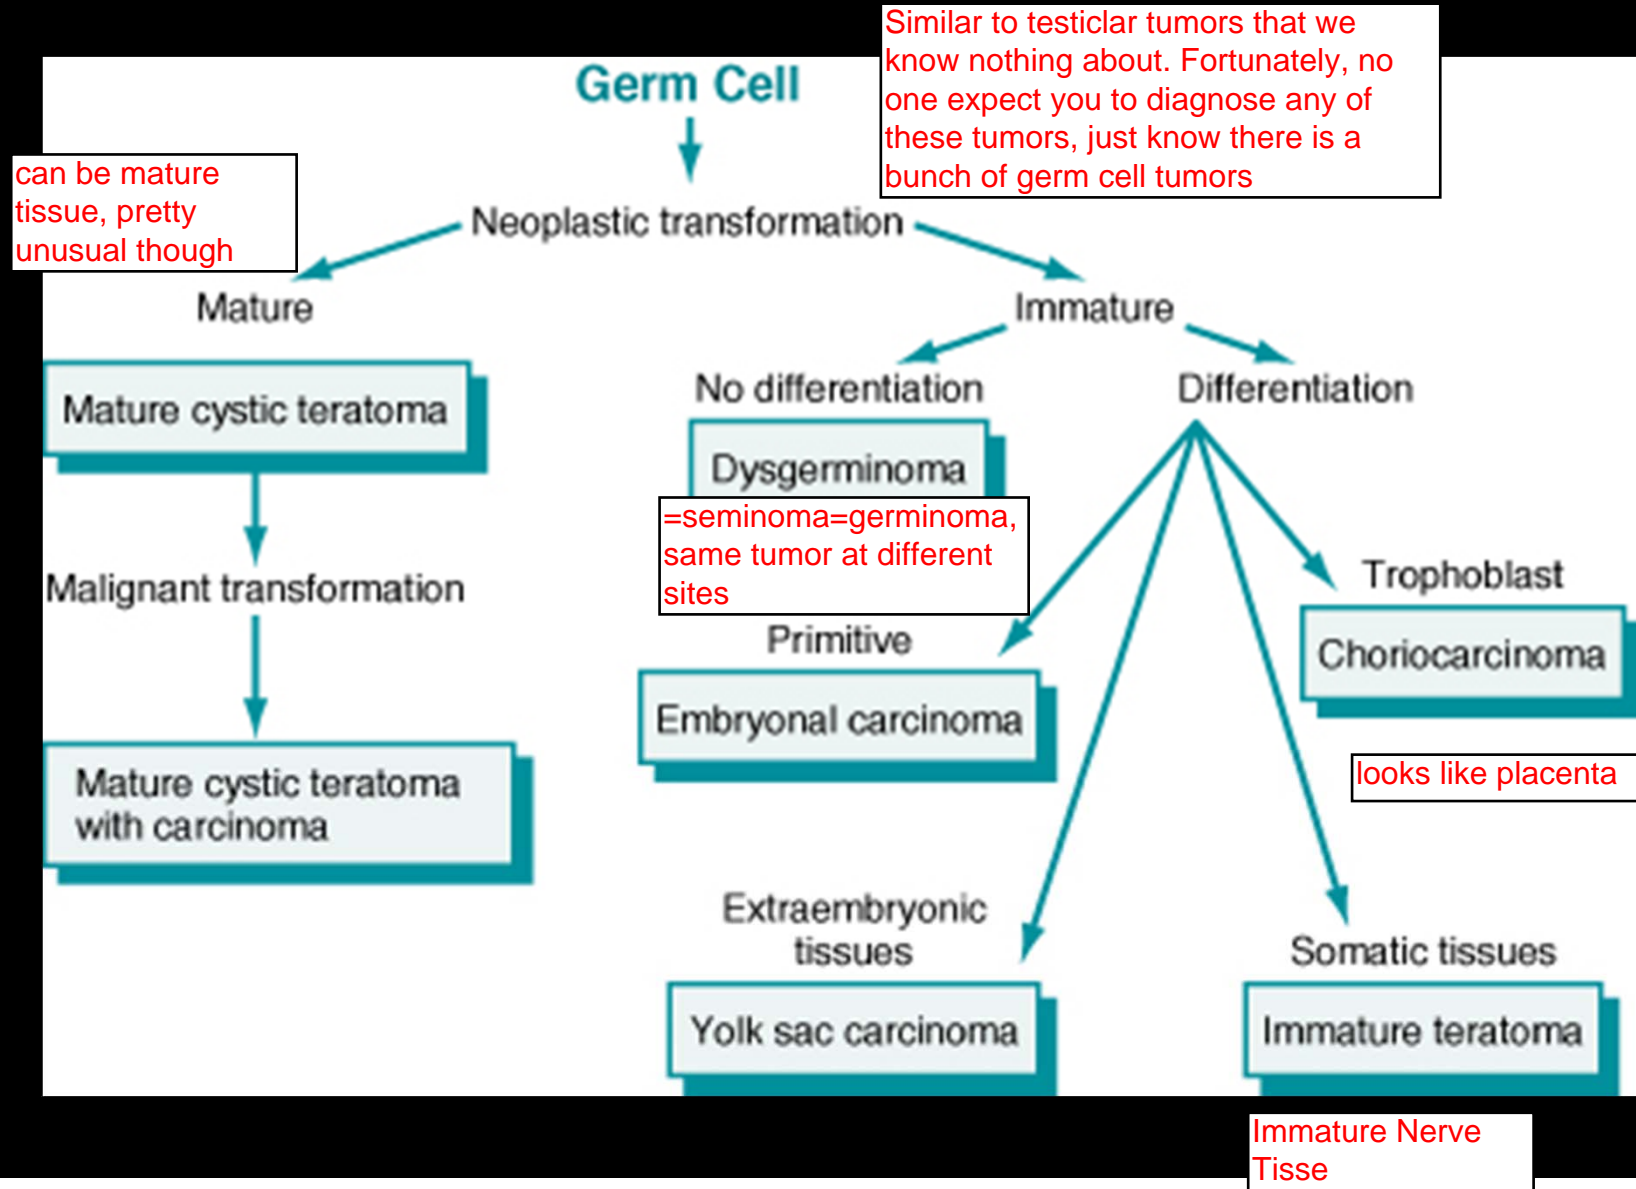 Similar to testiclar tumors that we
know nothing about. Fortunately, no
one expect you to diagnose any of
these tumors, just know there is a
bunch of germ cell tumors
Germ Cell
can be mature
tissue, pretty
unusual though
Neoplastic transformation
Mature
Immature
Mature cystic teratoma
No differentiation
Differentiation
Dysgerminoma
=seminoma=germinoma,
same tumor at different
sites
Malignant transformation
Trophoblast
Choriocarcinoma
Primitive
Embryonal carcinoma
looks like placenta
Mature cystic teratoma
with carcinoma
Extraembryonic
tissues
Yolk sac carcinoma
Somatic tissues
Immature teratoma
Immature Nerve
Tisse